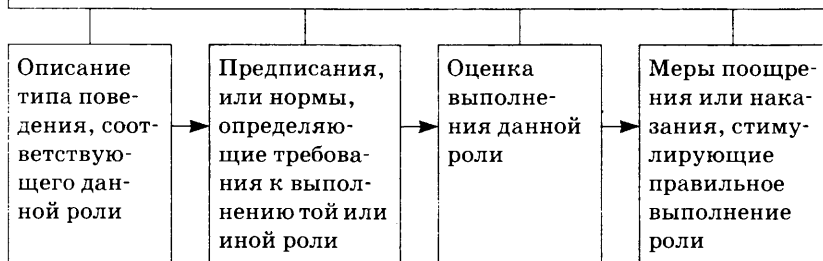 Описание
типа пове-
дения, соот-
ветствую-
щего дан-
ной роли
Предписания,
или нормы,
определяю-
щие требова-
ния к выпол-
нению той или
иной роли
Оценка
выполне-
ния данной
роли
Меры поощре
ния или нака-
зания, стиму-
лирующие
правильное
выполнение
роли